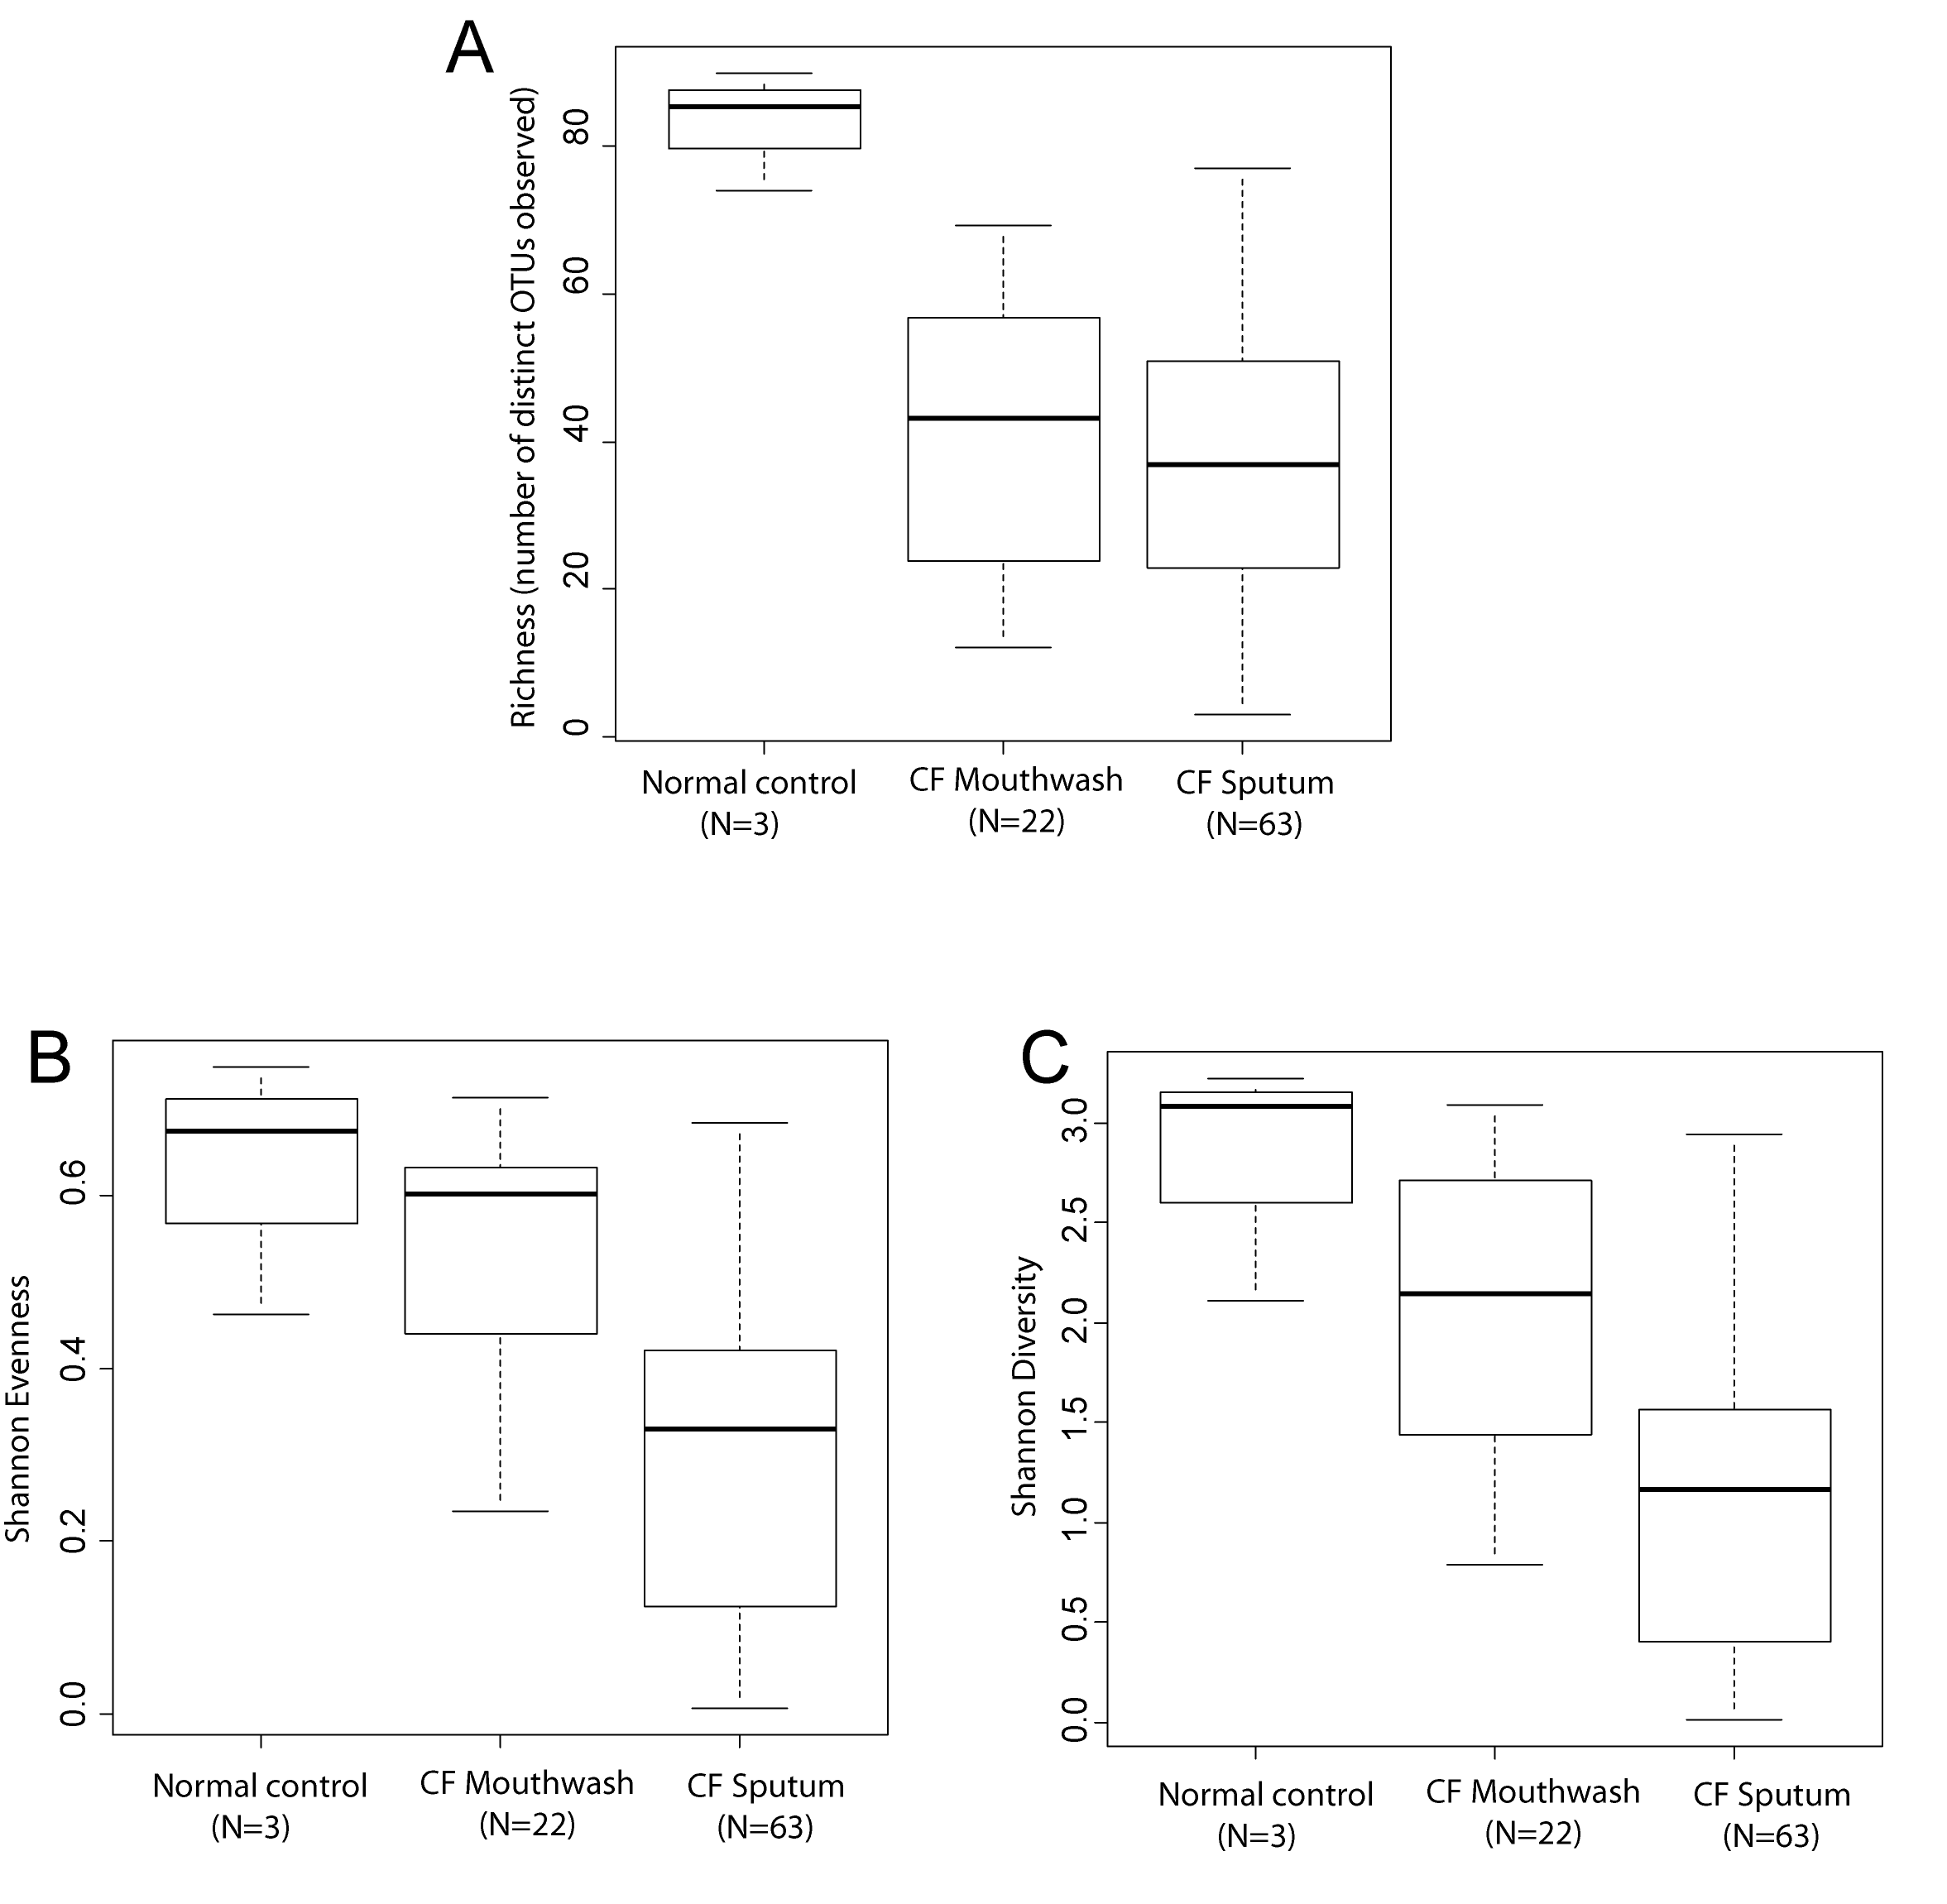 A
Richness (number of distinct OTUs observed)
80
60
40
20
0
Normal control
(N=3)
CF Mouthwash
(N=22)
CF Sputum
(N=63)
B
Shannon Evenness
0.6
0.4
0.2
0.0
Normal control
(N=3)
CF Mouthwash
(N=22)
CF Sputum
(N=63)
C
Shannon Diversity
3.0
2.5
2.0
1.5
1.0
0.5
0.0
Normal control
(N=3)
CF Mouthwash
(N=22)
CF Sputum
(N=63)